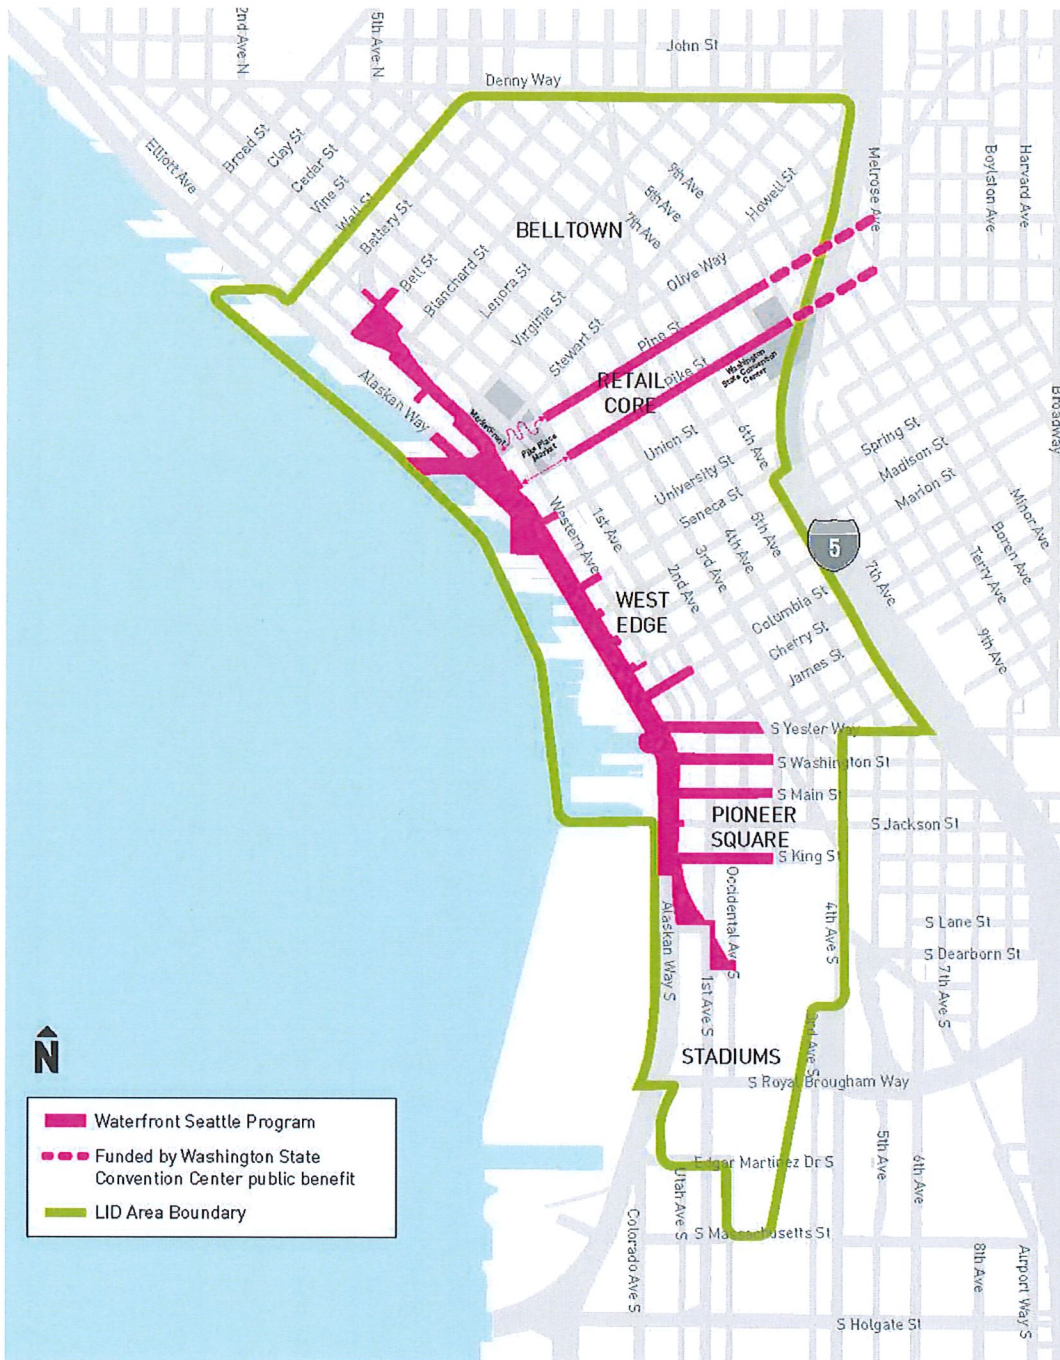 2nd Ave N
5th Ave N
John St
Denny Way
Broad St
Clay St
Cedar St
Vine St
Wall St
Battery St
Elliott Ave
Melrose Ave
Boylston Ave
Harvard Ave
9th Ave
8th Ave
7th Ave
Howell St
BELLTOWN
Bell St
Blanchard St
Lenora St
Virginia St
Stewart St
Olive Way
Pine St
Pike St
RETAIL
CORE
Washington
State Convention
Center
Alaskan Way
MarketFront
Pike Place
Market
Broadway
Union St
6th Ave
Spring St
Madison St
Marion St
University St
Seneca St
Western Ave
1st Ave
5th Ave
4th Ave
3rd Ave
2nd Ave
5
7th Ave
Minor Ave
Boren Ave
Terry Ave
9th Ave
WEST
EDGE
Columbia St
Cherry St
James St
S Yesler Way
S Washington St
S Main St
PIONEER
SQUARE
S Jackson St
S King St
Occidental Ave S
Alaskan Way S
4th Ave S
S Lane St
S Dearborn St
7th Ave S
1st Ave S
3rd Ave S
STADIUMS
S Royal Brougham Way
N
Waterfront Seattle Program
Funded by Washington State
Convention Center public benefit
LID Area Boundary
Edgar Martinez Dr S
5th Ave
6th Ave
Utah Ave S
S Massachusetts St
Colorado Ave S
8th Ave
Airport Way S
S Holgate St